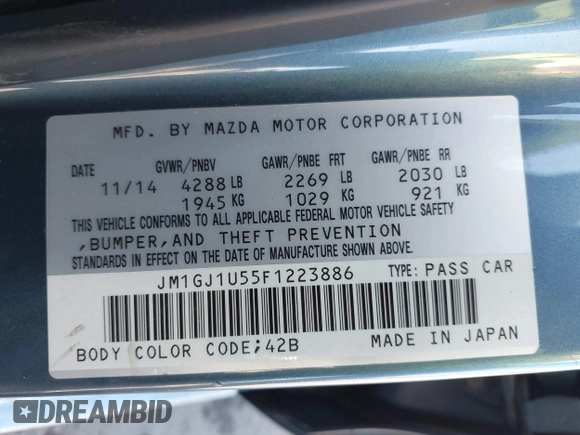 MFD. BY MAZDA MOTOR CORPORATION
DATE GVWR/PNBV GAWR/PNBE FRT GAWR/PNBE RR
11/14 4288 LB 2269 LB 2030 LB
1945 KG 1029 KG 921 KG
THIS VEHICLE CONFORMS TO ALL APPLICABLE FEDERAL MOTOR VEHICLE SAFETY
,BUMPER,AND THEFT PREVENTION
STANDARDS IN EFFECT ON THE DATE OF MANUFACTURE SHOWN ABOVE.
JM1GJ1U55F1223886 TYPE: PASS CAR
BODY COLOR CODE;42B MADE IN JAPAN
DREAMBID